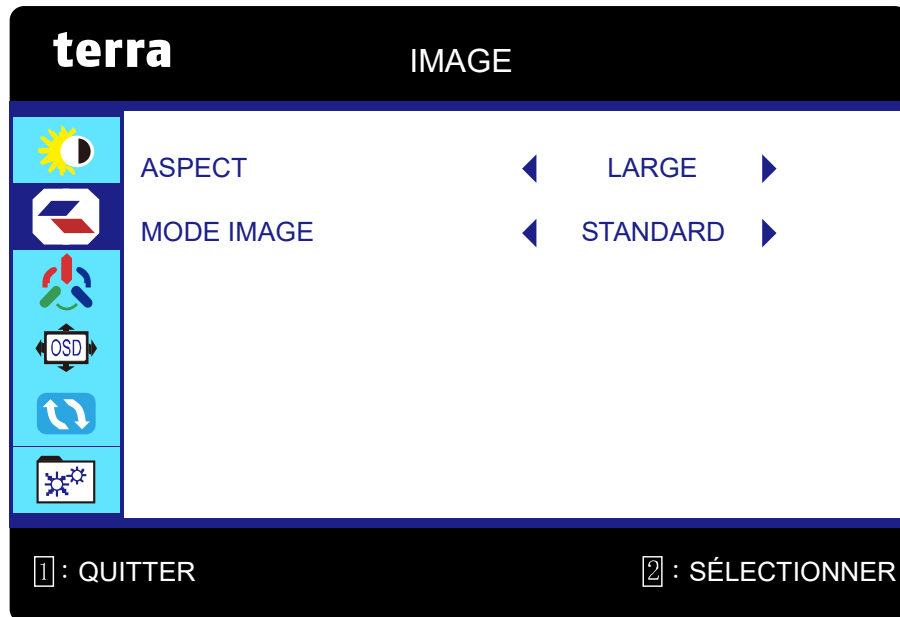 terra
IMAGE
ASPECT LARGE
MODE IMAGE STANDARD
OSD
1 : QUITTER 2 : SÉLECTIONNER